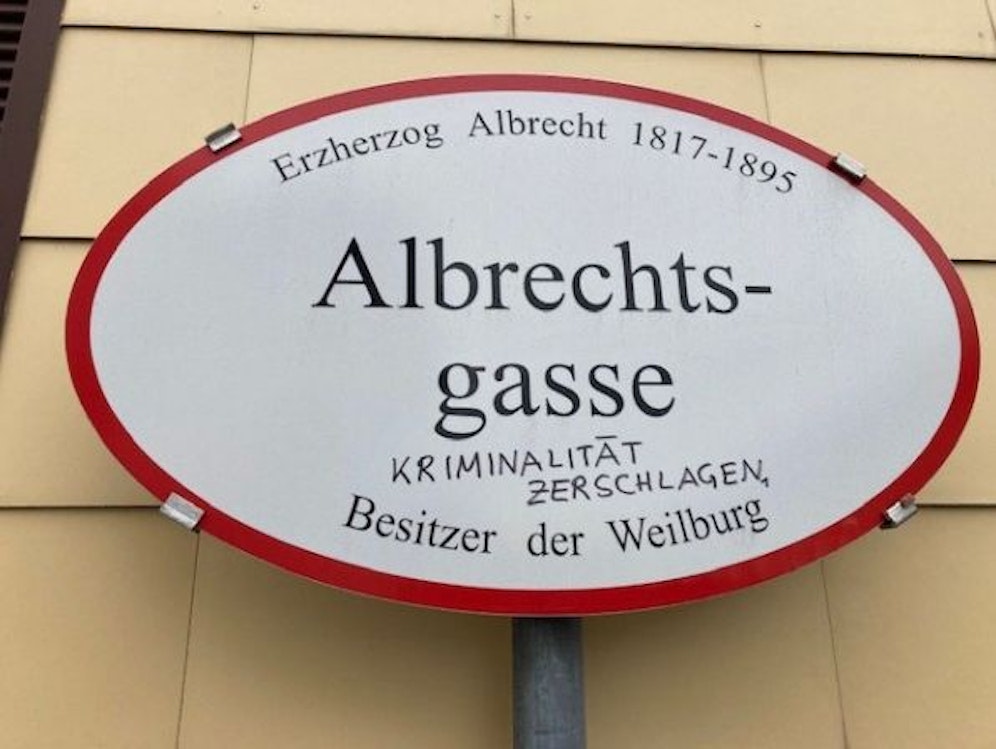 Erzherzog Albrecht 1817-1895
Albrechts-
gasse
KRIMINALITÄT
ZERSCHLAGEN,
Besitzer der Weilburg